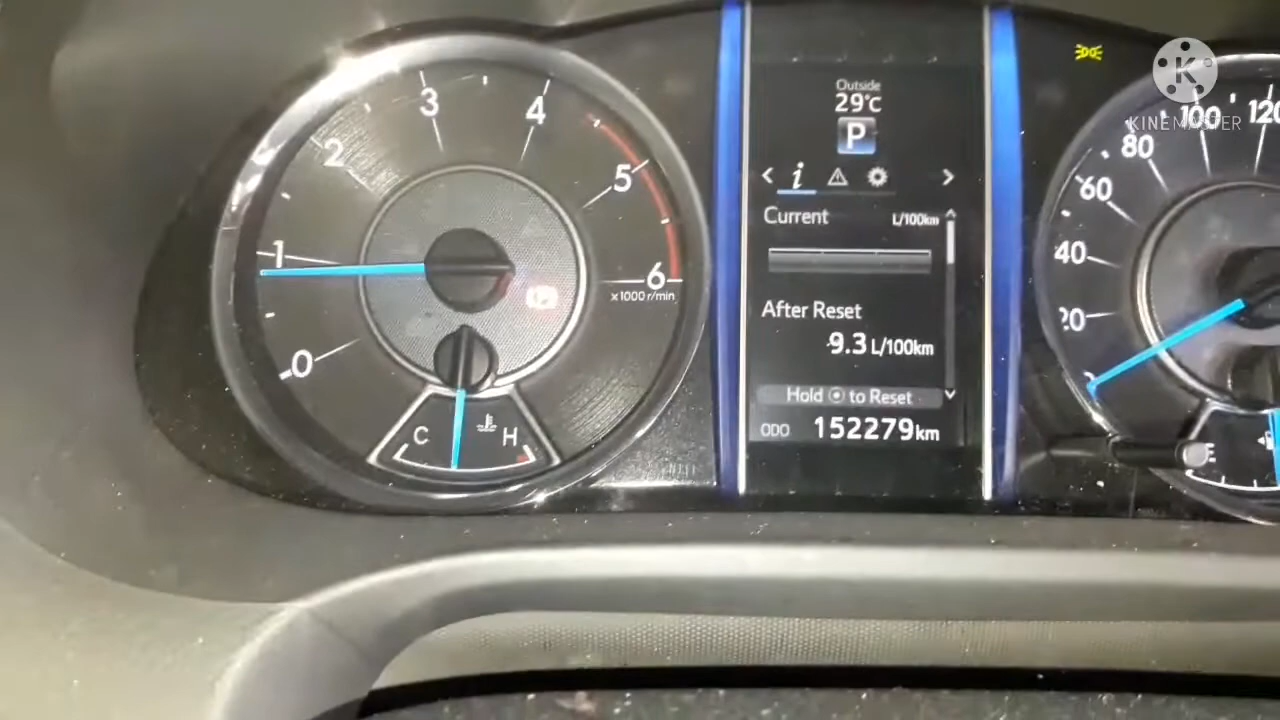 0
1
2
3
4
5
6
x1000 r/min
C
H
Outside
29°C
P
i
Current
L/100km
After Reset
9.3 L/100km
Hold to Reset
ODO 152279km
20
40
60
80
100
120
E
K
KINEMASTER